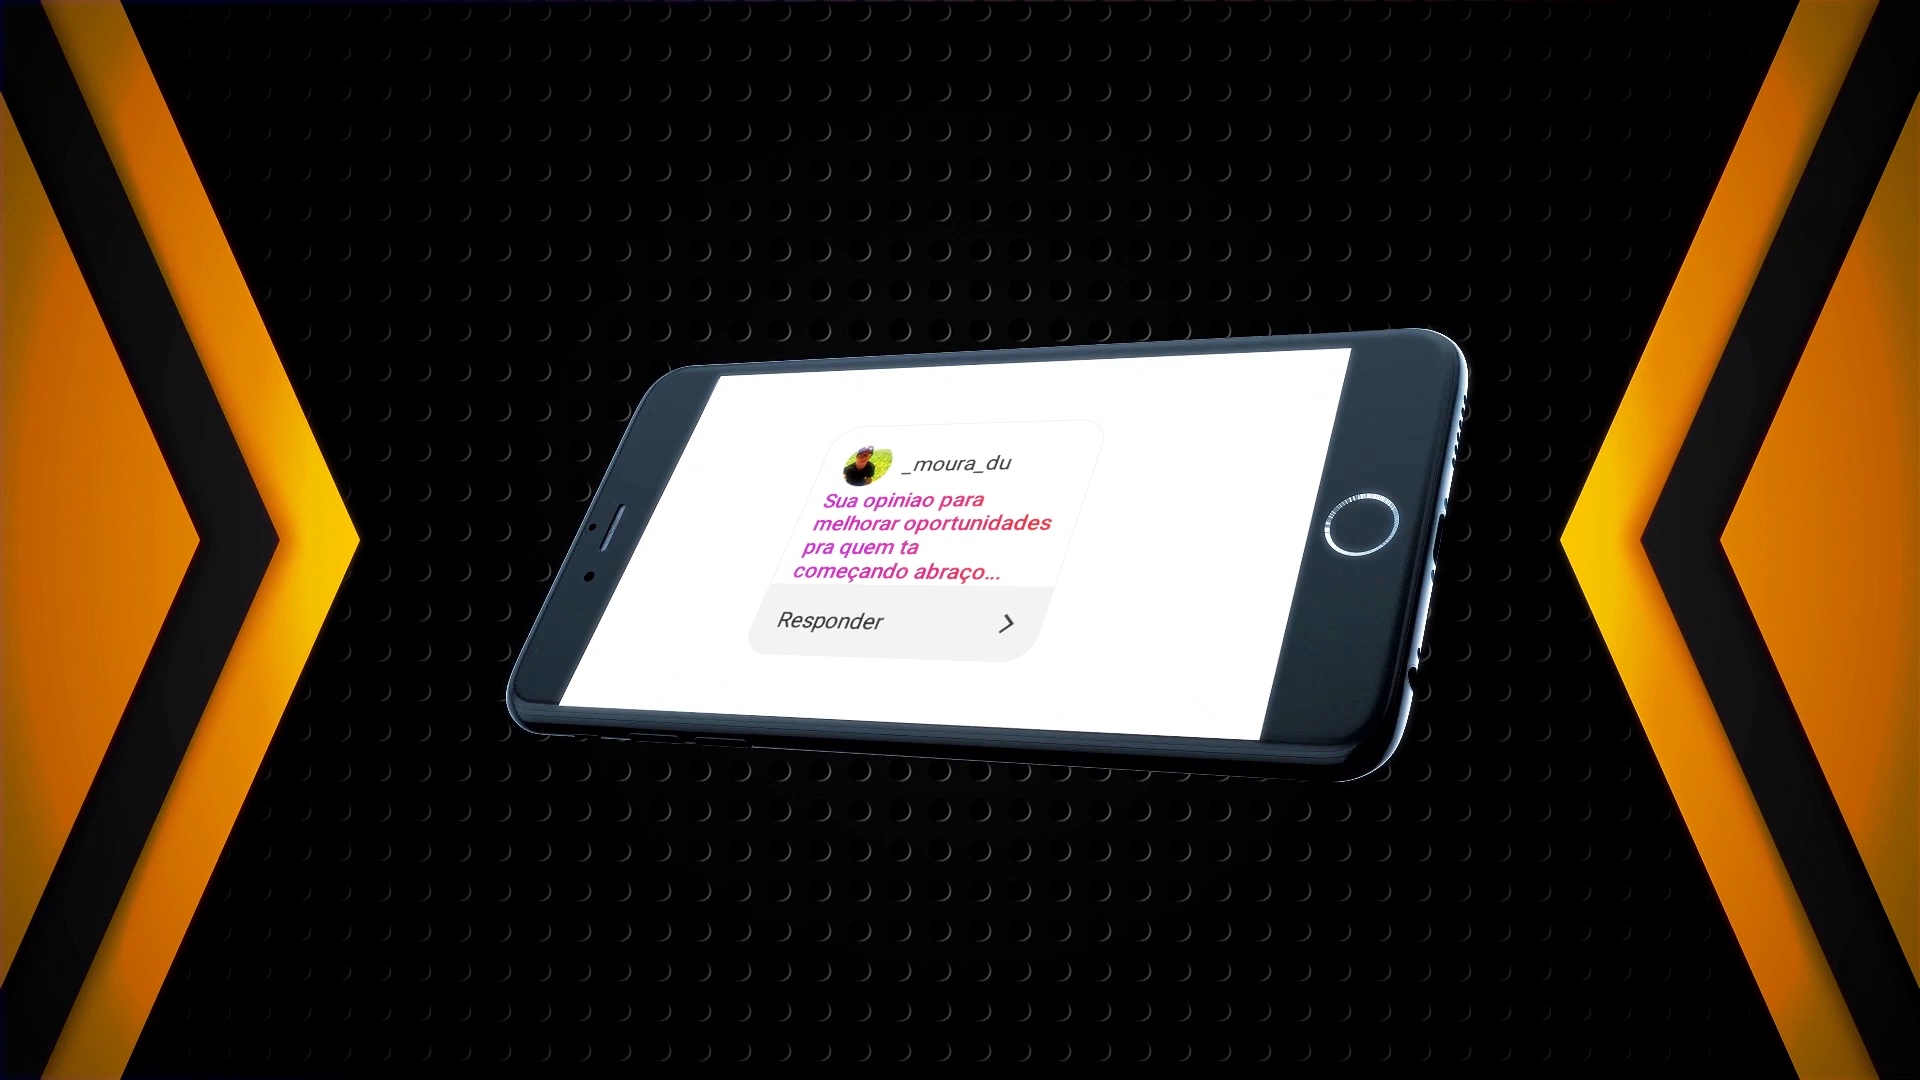 _moura_du
Sua opiniao para
melhorar oportunidades
pra quem ta
começando abraço...
Responder